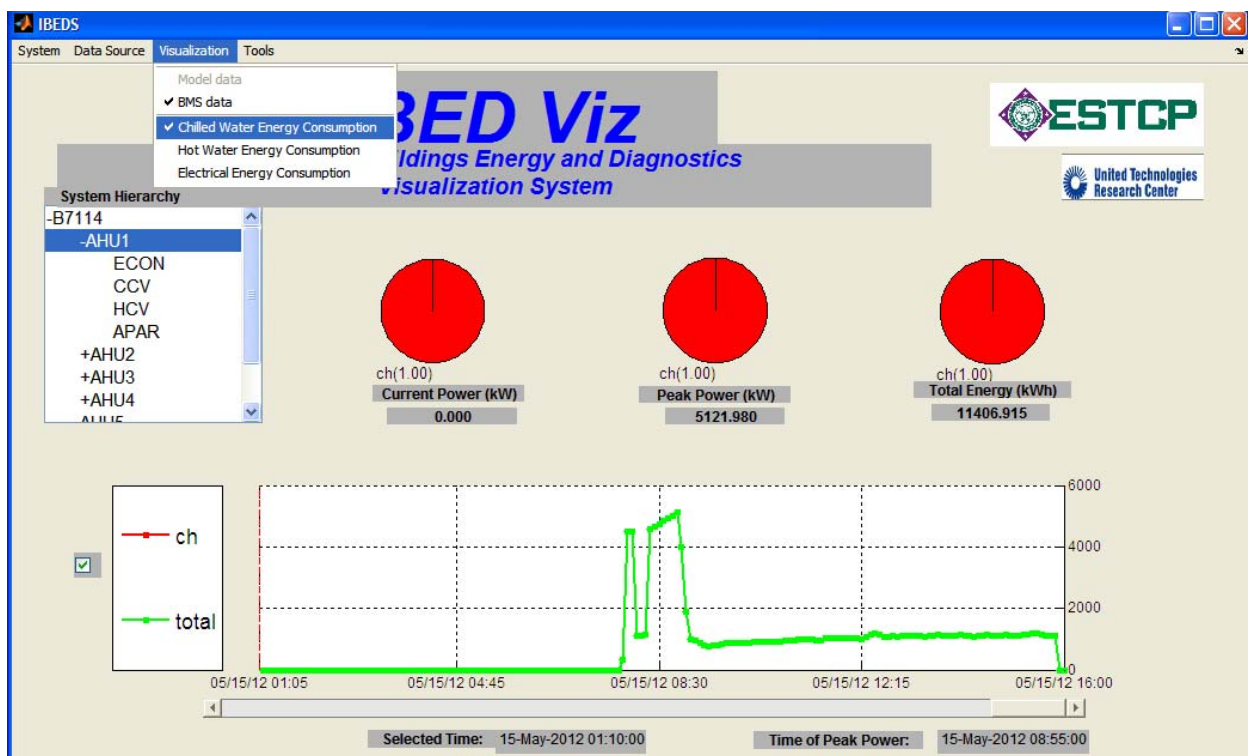 IBEDS
System Data Source Visualization Tools
Model data
BMS data
Chilled Water Energy Consumption
Hot Water Energy Consumption
Electrical Energy Consumption
BED Viz
ildings Energy and Diagnostics
Visualization System
ESTCP
United Technologies
Research Center
System Hierarchy
-B7114
-AHU1
ECON
CCV
HCV
APAR
+AHU2
+AHU3
+AHU4
ch(1.00)
Current Power (kW)
0.000
ch(1.00)
Peak Power (kW)
5121.980
ch(1.00)
Total Energy (kWh)
11406.915
ch
total
6000
4000
2000
0
05/15/12 01:05 05/15/12 04:45 05/15/12 08:30 05/15/12 12:15 05/15/12 16:00
Selected Time: 15-May-2012 01:10:00 Time of Peak Power: 15-May-2012 08:55:00